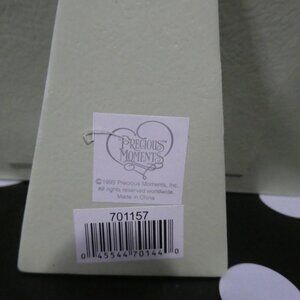 PRECIOUS
MOMENTS
©1999 Precious Moments, Inc.
All rights reserved worldwide.
Made in China
701157
0 45544 70144 0